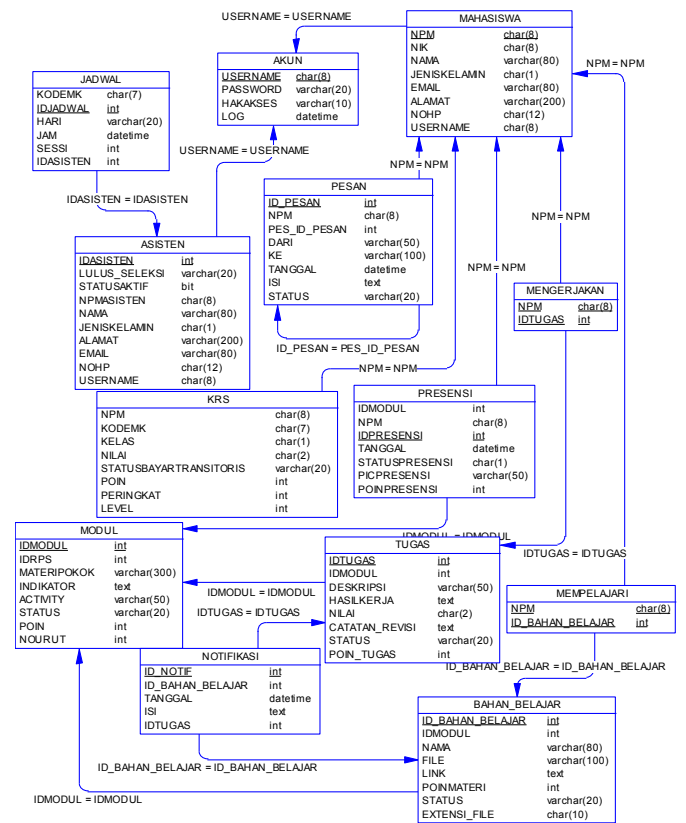 USERNAME = USERNAME
MAHASISWA
NPM char(8)
NIK char(8)
NAMA varchar(80)
JENISKELAMIN char(1)
EMAIL varchar(80)
ALAMAT varchar(200)
NOHP char(12)
USERNAME char(8)
AKUN
USERNAME char(8)
PASSWORD varchar(20)
HAKAKSES varchar(10)
LOG datetime
NPM = NPM
JADWAL
KODEMK char(7)
IDJADWAL int
HARI varchar(20)
JAM datetime
SESSI int
IDASISTEN int
USERNAME = USERNAME
NPM = NPM
IDASISTEN = IDASISTEN
PESAN
ID_PESAN int
NPM char(8)
PES_ID_PESAN int
DARI varchar(50)
KE varchar(100)
TANGGAL datetime
ISI text
STATUS varchar(20)
NPM = NPM
ASISTEN
IDASISTEN int
LULUS_SELEKSI varchar(20)
STATUSAKTIF bit
NPMASISTEN char(8)
NAMA varchar(80)
JENISKELAMIN char(1)
ALAMAT varchar(200)
EMAIL varchar(80)
NOHP char(12)
USERNAME char(8)
NPM = NPM
MENGERJAKAN
NPM char(8)
IDTUGAS int
ID_PESAN = PES_ID_PESAN
NPM = NPM
KRS
NPM char(8)
KODEMK char(7)
KELAS char(1)
NILAI char(2)
STATUSBAYARTRANSITORIS varchar(20)
POIN int
PERINGKAT int
LEVEL int
PRESENSI
IDMODUL int
NPM char(8)
IDPRESENSI int
TANGGAL datetime
STATUSPRESENSI char(1)
PICPRESENSI varchar(50)
POINPRESENSI int
MODUL
IDMODUL int
IDRPS int
MATERIPOKOK varchar(300)
INDIKATOR text
ACTIVITY varchar(50)
STATUS varchar(20)
POIN int
NOURUT int
IDMODUL = IDMODUL
TUGAS
IDTUGAS int
IDMODUL int
DESKRIPSI varchar(50)
HASILKERJA text
NILAI char(2)
CATATAN_REVISI text
STATUS varchar(20)
POIN_TUGAS int
IDTUGAS = IDTUGAS
IDMODUL = IDMODUL
IDTUGAS = IDTUGAS
MEMPELAJARI
NPM char(8)
ID_BAHAN_BELAJAR int
NOTIFIKASI
ID_NOTIF int
ID_BAHAN_BELAJAR int
TANGGAL datetime
ISI text
IDTUGAS int
ID_BAHAN_BELAJAR = ID_BAHAN_BELAJAR
BAHAN_BELAJAR
ID_BAHAN_BELAJAR int
IDMODUL int
NAMA varchar(80)
FILE varchar(100)
LINK text
POINMATERI int
STATUS varchar(20)
EXTENSI_FILE char(10)
ID_BAHAN_BELAJAR = ID_BAHAN_BELAJAR
IDMODUL = IDMODUL